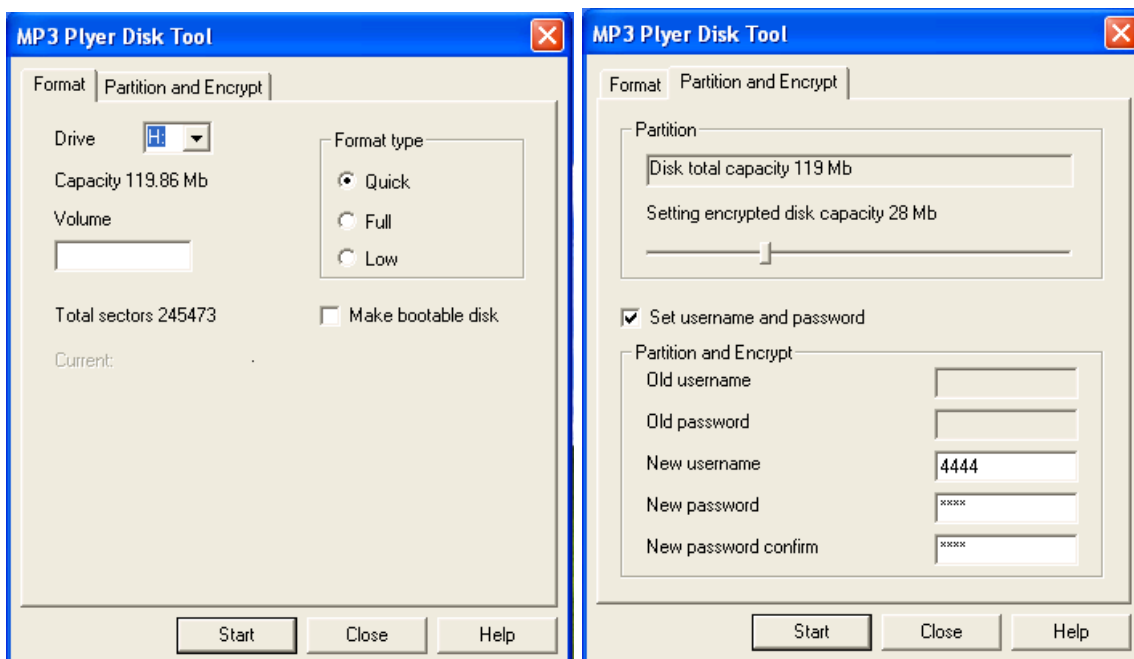 MP3 Plyer Disk Tool
Format Partition and Encrypt
Drive H:
Capacity 119.86 Mb
Volume
Format type
Quick
Full
Low
Total sectors 245473
Make bootable disk
Current:
Start Close Help
MP3 Plyer Disk Tool
Format Partition and Encrypt
Partition
Disk total capacity 119 Mb
Setting encrypted disk capacity 28 Mb
Set username and password
Partition and Encrypt
Old username
Old password
New username 4444
New password ****
New password confirm ****
Start Close Help